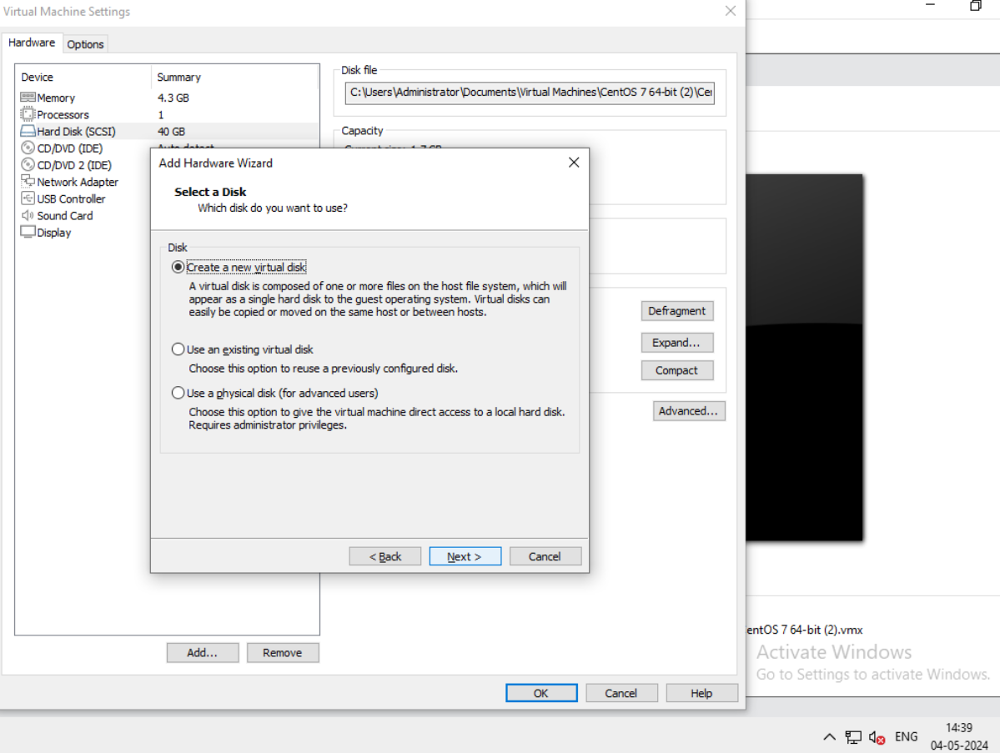 Virtual Machine Settings
Hardware Options
Device Summary
Memory 4.3 GB
Processors 1
Hard Disk (SCSI) 40 GB
CD/DVD (IDE) Auto detect
CD/DVD 2 (IDE)
Network Adapter
USB Controller
Sound Card
Display
Add... Remove
Disk file
C:\Users\Administrator\Documents\Virtual Machines\CentOS 7 64-bit (2)\Ce
Capacity
Defragment
Expand...
Compact
Advanced...
Add Hardware Wizard
Select a Disk
Which disk do you want to use?
Disk
Create a new virtual disk
A virtual disk is composed of one or more files on the host file system, which will
appear as a single hard disk to the guest operating system. Virtual disks can
easily be copied or moved on the same host or between hosts.
Use an existing virtual disk
Choose this option to reuse a previously configured disk.
Use a physical disk (for advanced users)
Choose this option to give the virtual machine direct access to a local hard disk.
Requires administrator privileges.
< Back Next > Cancel
OK Cancel Help
entOS 7 64-bit (2).vmx
Activate Windows
Go to Settings to activate Windows.
ENG
14:39
04-05-2024